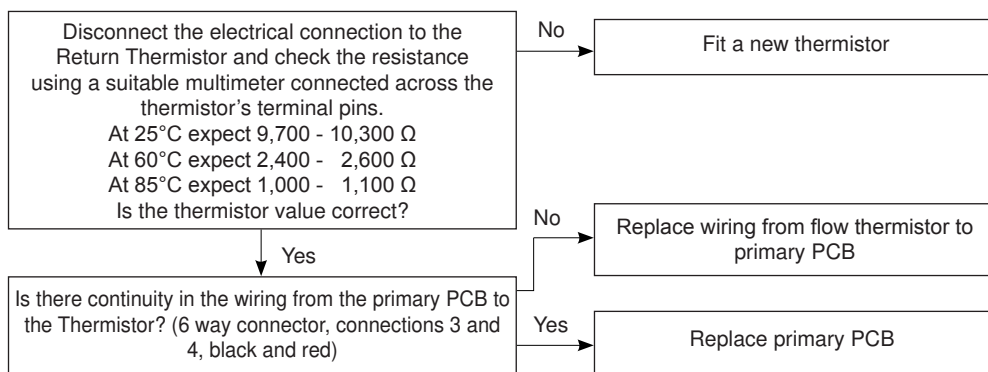 Disconnect the electrical connection to the
Return Thermistor and check the resistance
using a suitable multimeter connected across the
thermistor's terminal pins.
At 25°C expect 9,700 - 10,300 Ω
At 60°C expect 2,400 - 2,600 Ω
At 85°C expect 1,000 - 1,100 Ω
Is the thermistor value correct?
No
Fit a new thermistor
Yes
Is there continuity in the wiring from the primary PCB to
the Thermistor? (6 way connector, connections 3 and
4, black and red)
No
Replace wiring from flow thermistor to
primary PCB
Yes
Replace primary PCB